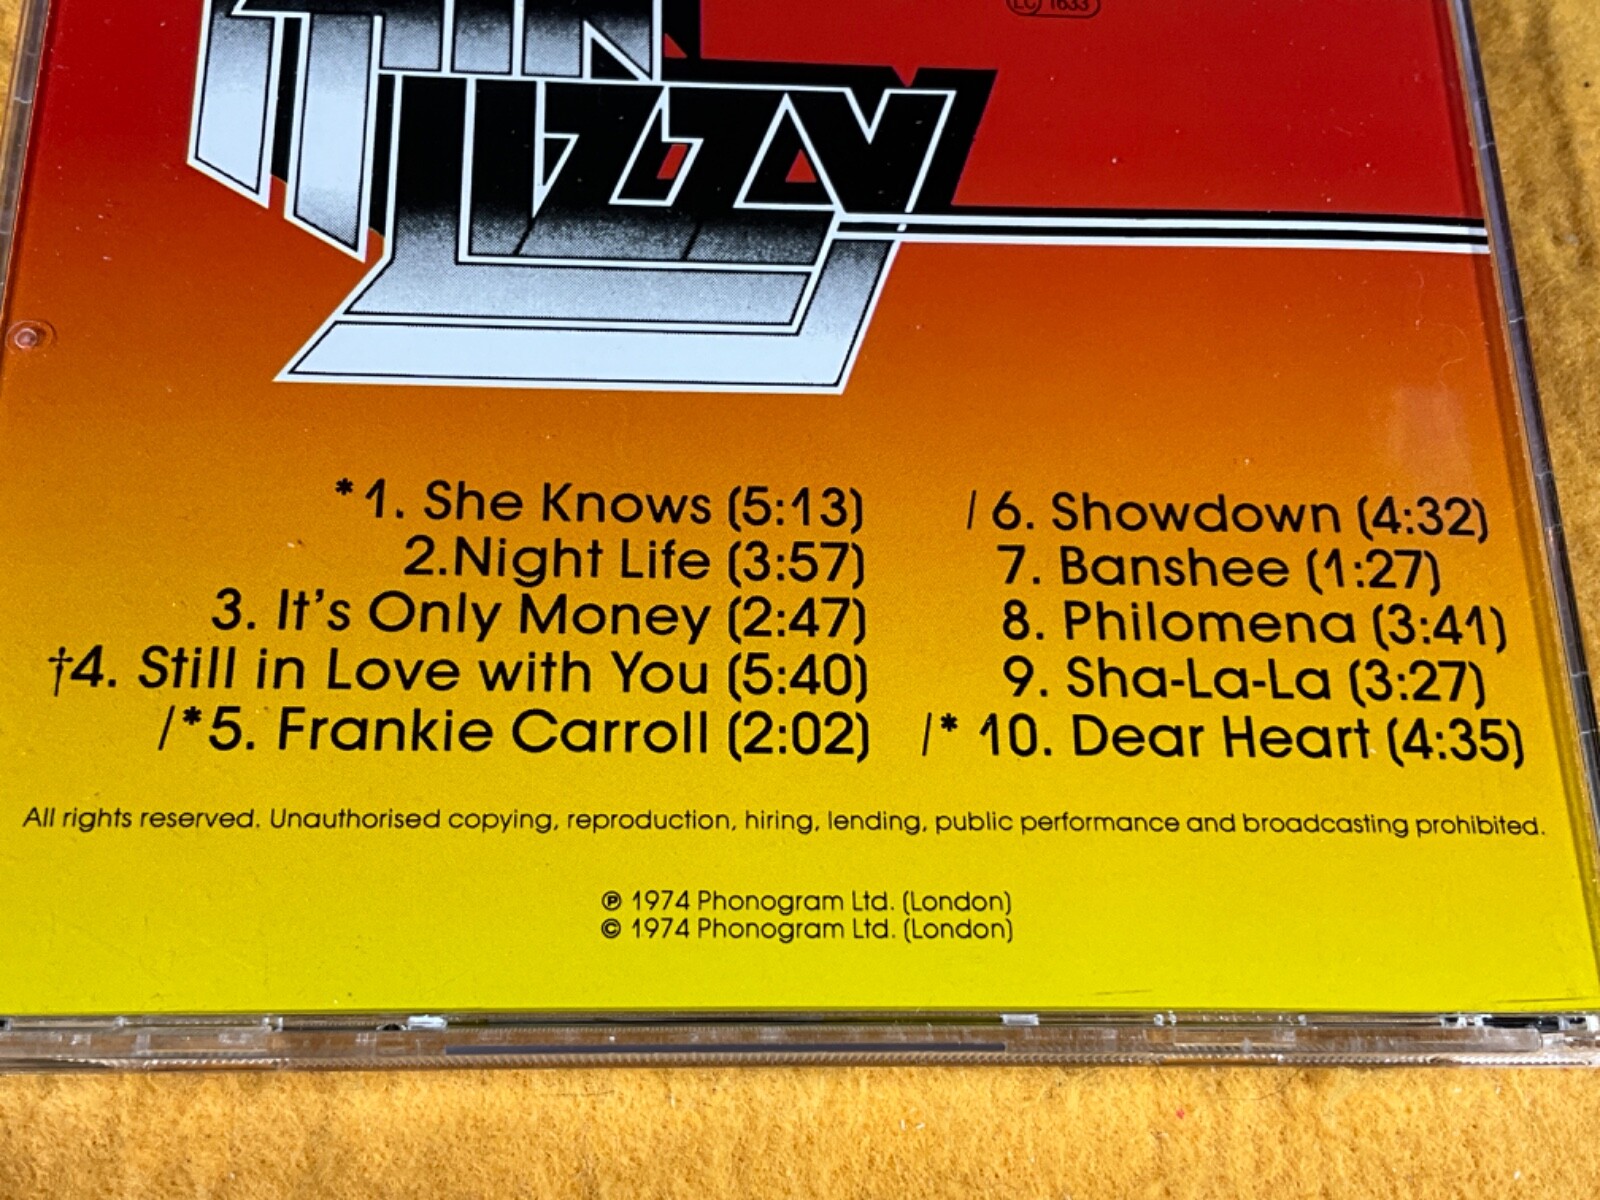 THIN
LIZZY
LC 1633
*1. She Knows (5:13)
2.Night Life (3:57)
3. It's Only Money (2:47)
†4. Still in Love with You (5:40)
/*5. Frankie Carroll (2:02)
/ 6. Showdown (4:32)
7. Banshee (1:27)
8. Philomena (3:41)
9. Sha-La-La (3:27)
/* 10. Dear Heart (4:35)
All rights reserved. Unauthorised copying, reproduction, hiring, lending, public performance and broadcasting prohibited.
℗ 1974 Phonogram Ltd. (London)
© 1974 Phonogram Ltd. (London)